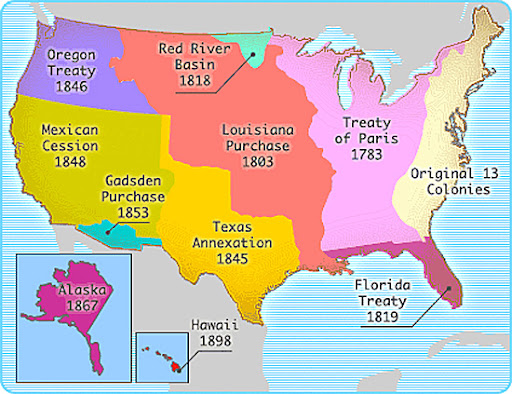 Oregon
Treaty
1846
Red River
Basin
1818
Mexican
Cession
1848
Louisiana
Purchase
1803
Treaty
of Paris
1783
Original 13
Colonies
Gadsden
Purchase
1853
Texas
Annexation
1845
Florida
Treaty
1819
Alaska
1867
Hawaii
1898